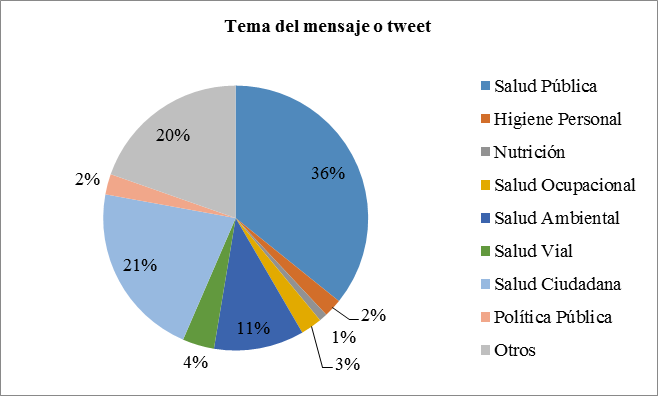 Tema del mensaje o tweet
36%
2%
1%
3%
11%
4%
21%
2%
20%
Salud Pública
Higiene Personal
Nutrición
Salud Ocupacional
Salud Ambiental
Salud Vial
Salud Ciudadana
Política Pública
Otros